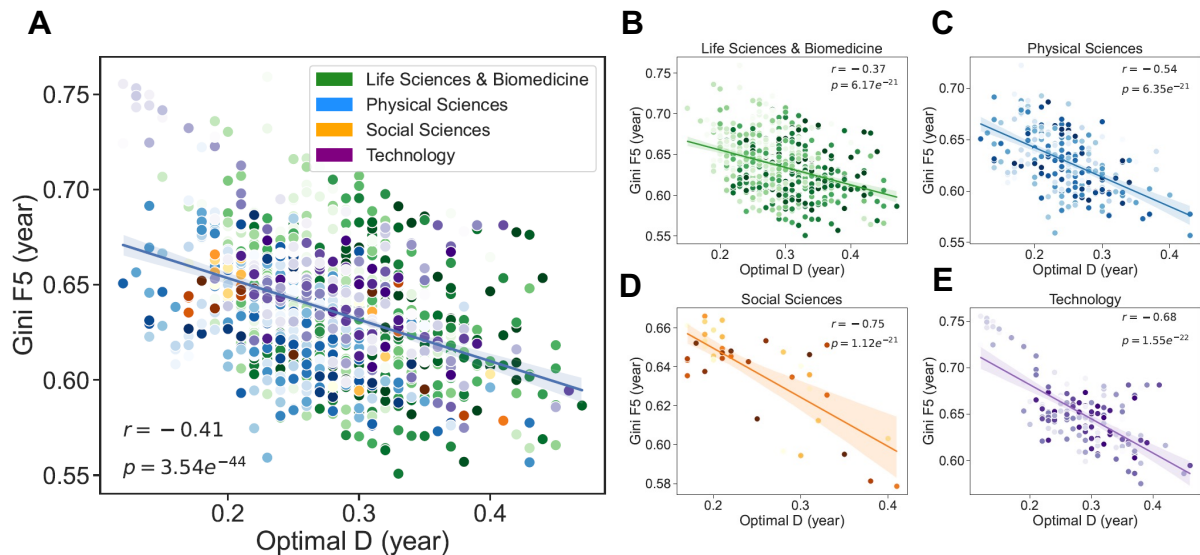 A
Gini F5 (year)
0.75
0.70
0.65
0.60
0.55
Life Sciences & Biomedicine
Physical Sciences
Social Sciences
Technology
r = −0.41
p = 3.54e⁻⁴⁴
0.2 0.3 0.4
Optimal D (year)
B
Life Sciences & Biomedicine
r = −0.37
p = 6.17e⁻²¹
Gini F5 (year)
0.75
0.70
0.65
0.60
0.55
0.2 0.3 0.4
Optimal D (year)
C
Physical Sciences
r = −0.54
p = 6.35e⁻²¹
Gini F5 (year)
0.70
0.65
0.60
0.55
0.2 0.3 0.4
Optimal D (year)
D
Social Sciences
r = −0.75
p = 1.12e⁻²¹
Gini F5 (year)
0.66
0.64
0.62
0.60
0.58
0.2 0.3 0.4
Optimal D (year)
E
Technology
r = −0.68
p = 1.55e⁻²²
Gini F5 (year)
0.75
0.70
0.65
0.60
0.2 0.3 0.4
Optimal D (year)